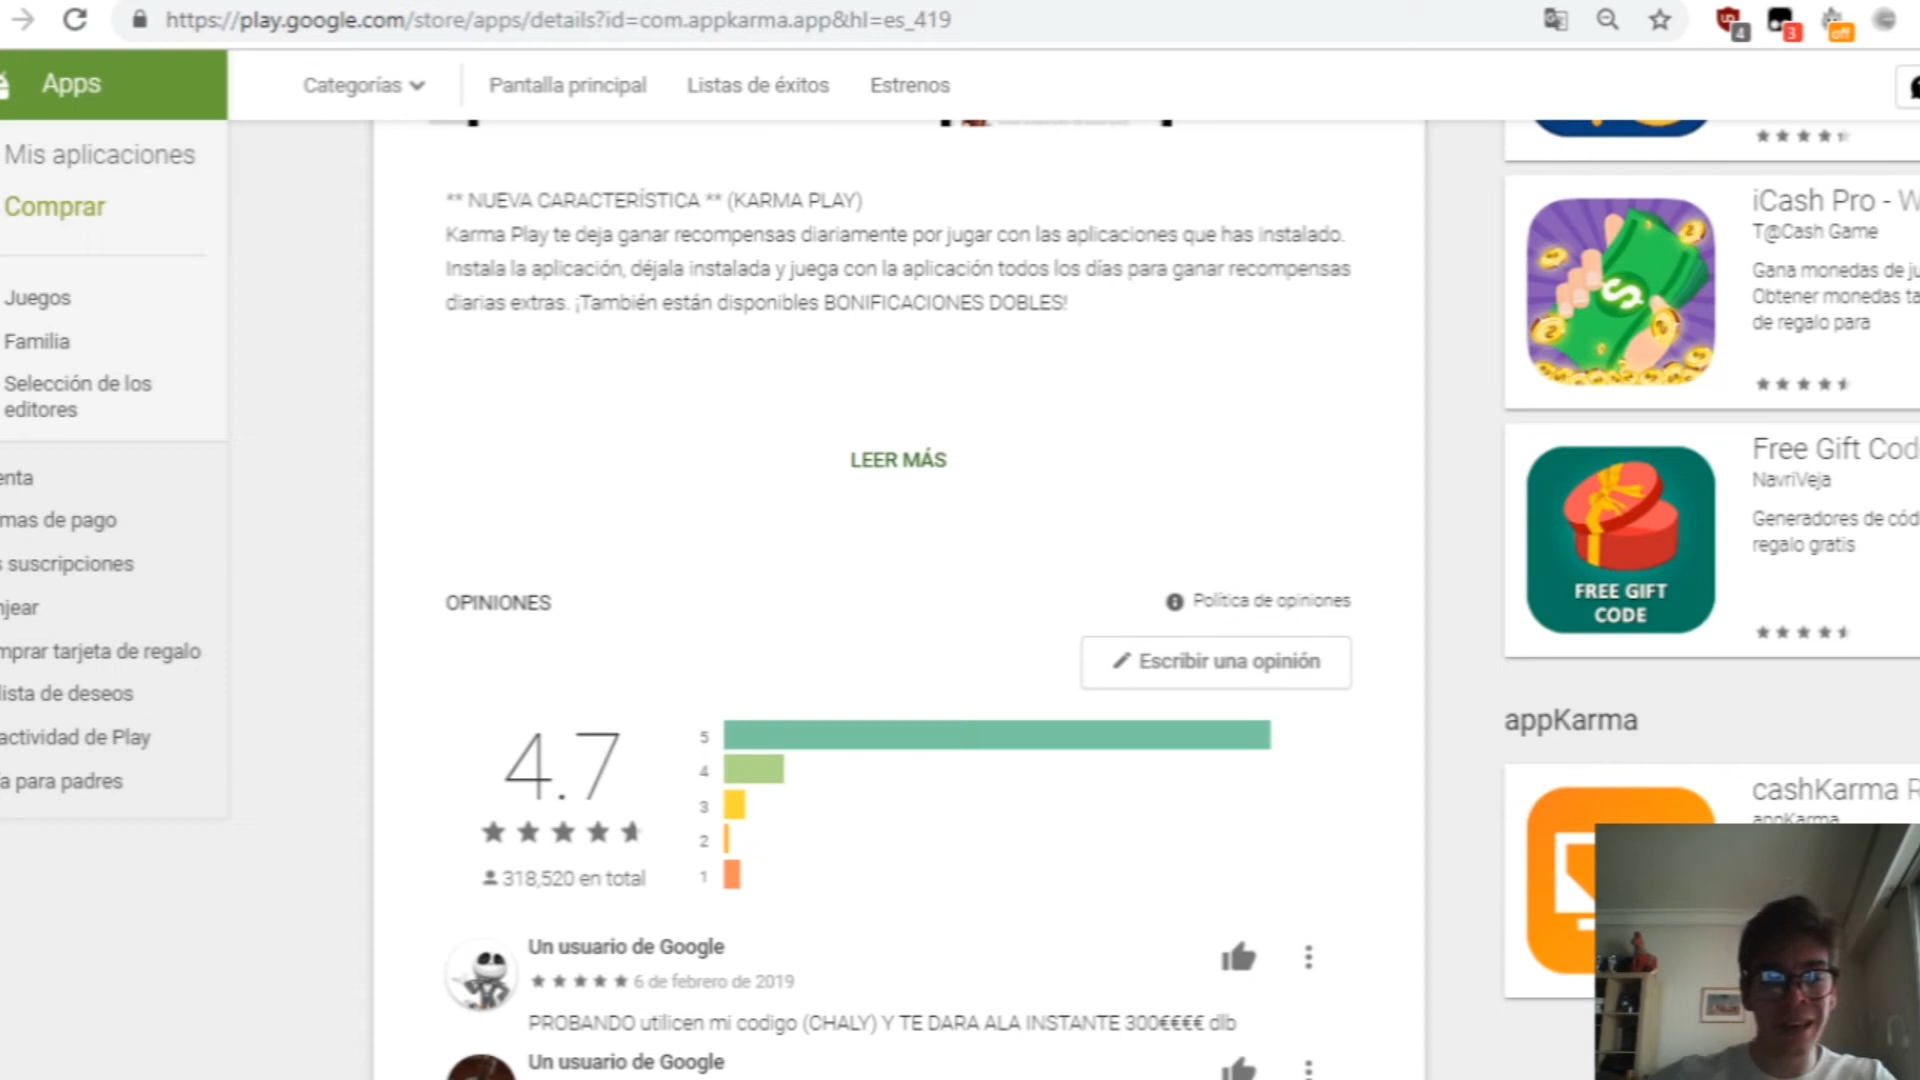 https://play.google.com/store/apps/details?id=com.appkarma.app&hl=es_419
4
3
off
Apps
Categorías
Pantalla principal
Listas de éxitos
Estrenos
Mis aplicaciones
Comprar
Juegos
Familia
Selección de los
editores
enta
mas de pago
s suscripciones
njear
mprar tarjeta de regalo
lista de deseos
actividad de Play
ía para padres
** NUEVA CARACTERÍSTICA ** (KARMA PLAY)
Karma Play te deja ganar recompensas diariamente por jugar con las aplicaciones que has instalado.
Instala la aplicación, déjala instalada y juega con la aplicación todos los días para ganar recompensas
diarias extras. ¡También están disponibles BONIFICACIONES DOBLES!
LEER MÁS
OPINIONES
Política de opiniones
Escribir una opinión
4.7
318,520 en total
5
4
3
2
1
Un usuario de Google
6 de febrero de 2019
PROBANDO utilicen mi codigo (CHALY) Y TE DARA ALA INSTANTE 300€€€€ dlb
Un usuario de Google
iCash Pro - W
T@Cash Game
Gana monedas de ju
Obtener monedas ta
de regalo para
Free Gift Cod
NavriVeja
Generadores de cód
regalo gratis
FREE GIFT
CODE
appKarma
cashKarma R
appKarma